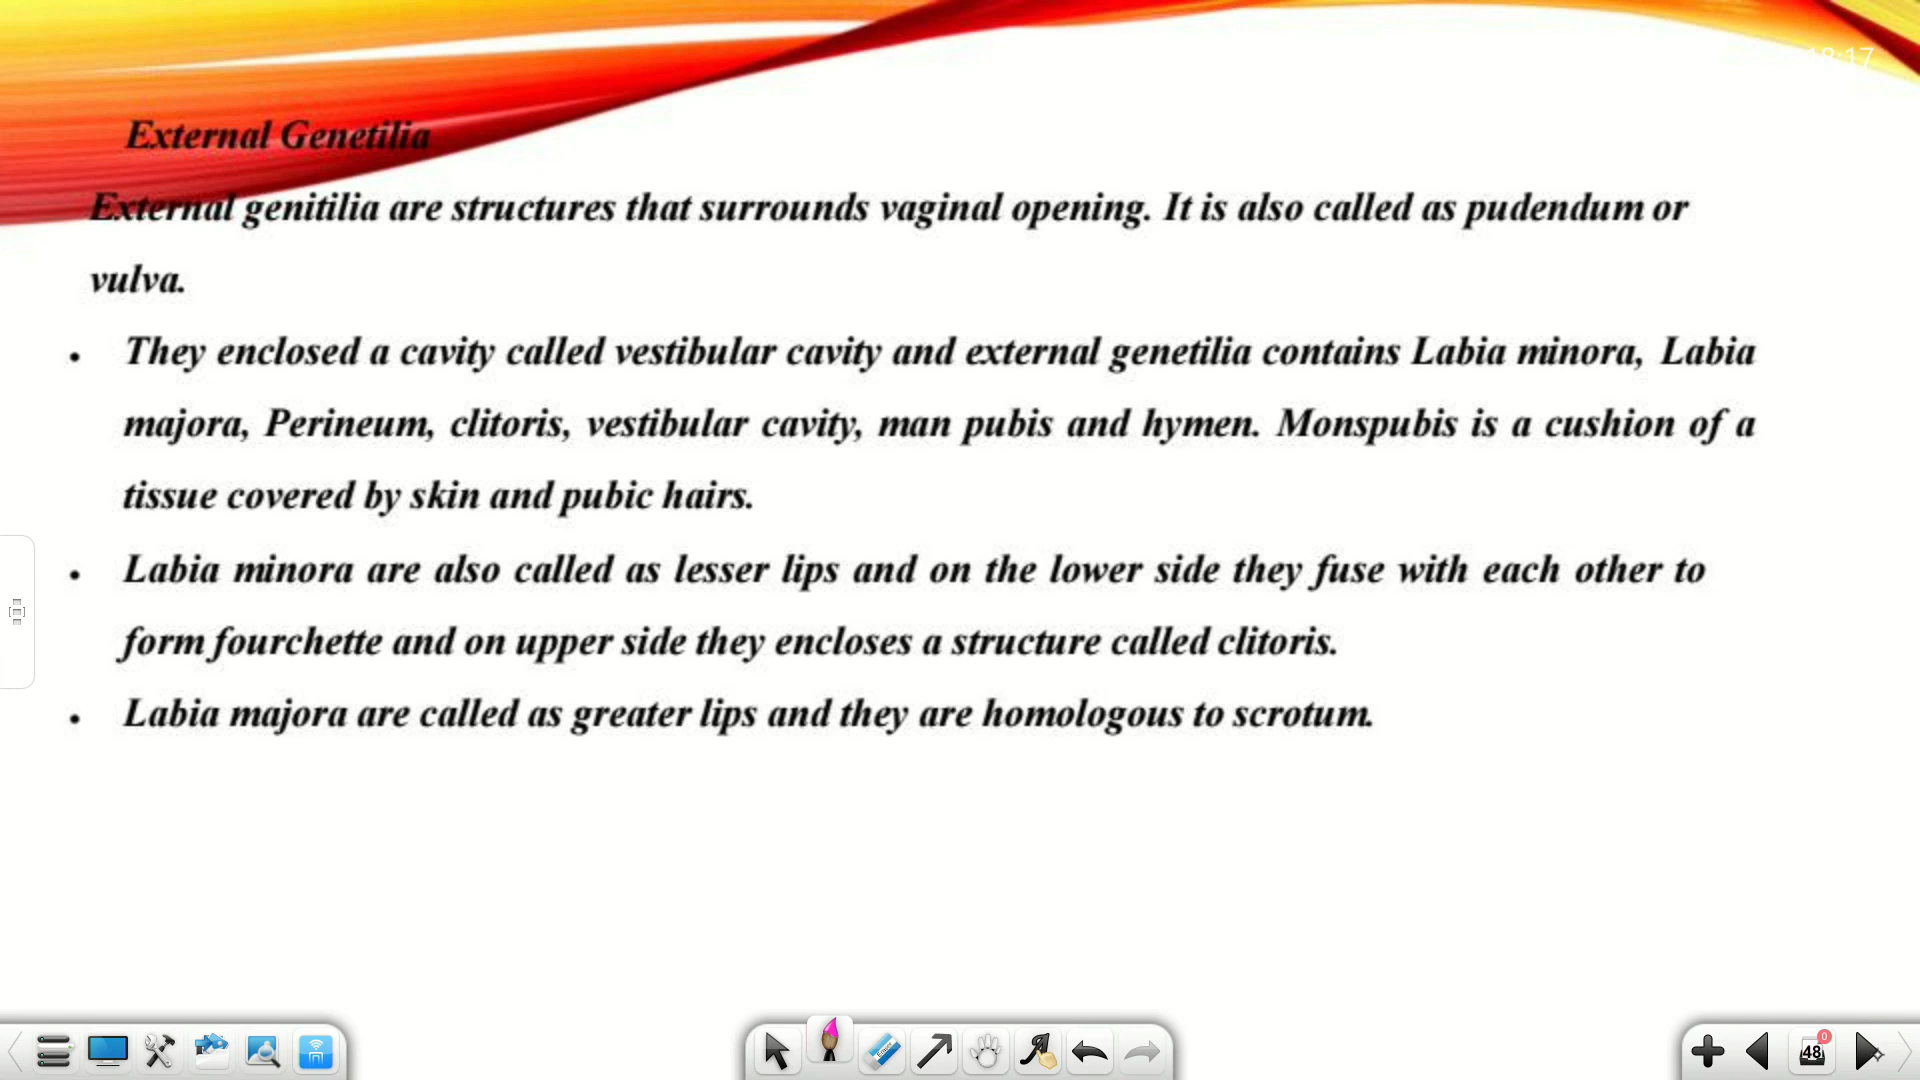 18:17
External Genetilia
External genitilia are structures that surrounds vaginal opening. It is also called as pudendum or
vulva.
• They enclosed a cavity called vestibular cavity and external genetilia contains Labia minora, Labia
majora, Perineum, clitoris, vestibular cavity, man pubis and hymen. Monspubis is a cushion of a
tissue covered by skin and pubic hairs.
• Labia minora are also called as lesser lips and on the lower side they fuse with each other to
form fourchette and on upper side they encloses a structure called clitoris.
• Labia majora are called as greater lips and they are homologous to scrotum.
48
0